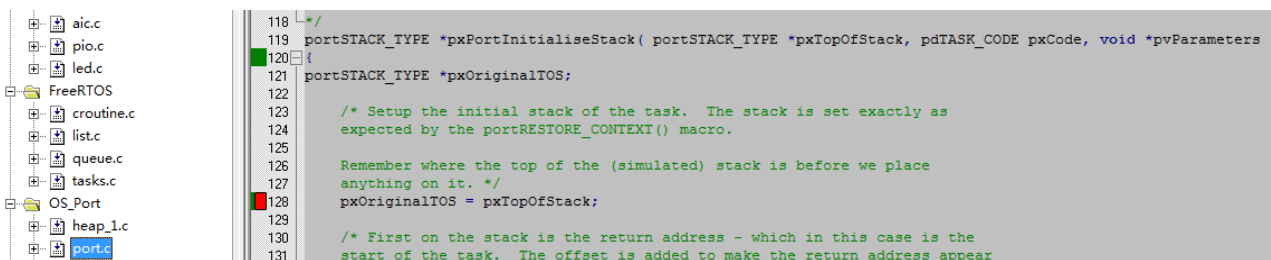 aic.c
pio.c
led.c
FreeRTOS
croutine.c
list.c
queue.c
tasks.c
OS_Port
heap_1.c
port.c
118 */
119 portSTACK_TYPE *pxPortInitialiseStack( portSTACK_TYPE *pxTopOfStack, pdTASK_CODE pxCode, void *pvParameters
120 {
121 portSTACK_TYPE *pxOriginalTOS;
122
123 /* Setup the initial stack of the task. The stack is set exactly as
124 expected by the portRESTORE_CONTEXT() macro.
125
126 Remember where the top of the (simulated) stack is before we place
127 anything on it. */
128 pxOriginalTOS = pxTopOfStack;
129
130 /* First on the stack is the return address - which in this case is the
131 start of the task. The offset is added to make the return address appear